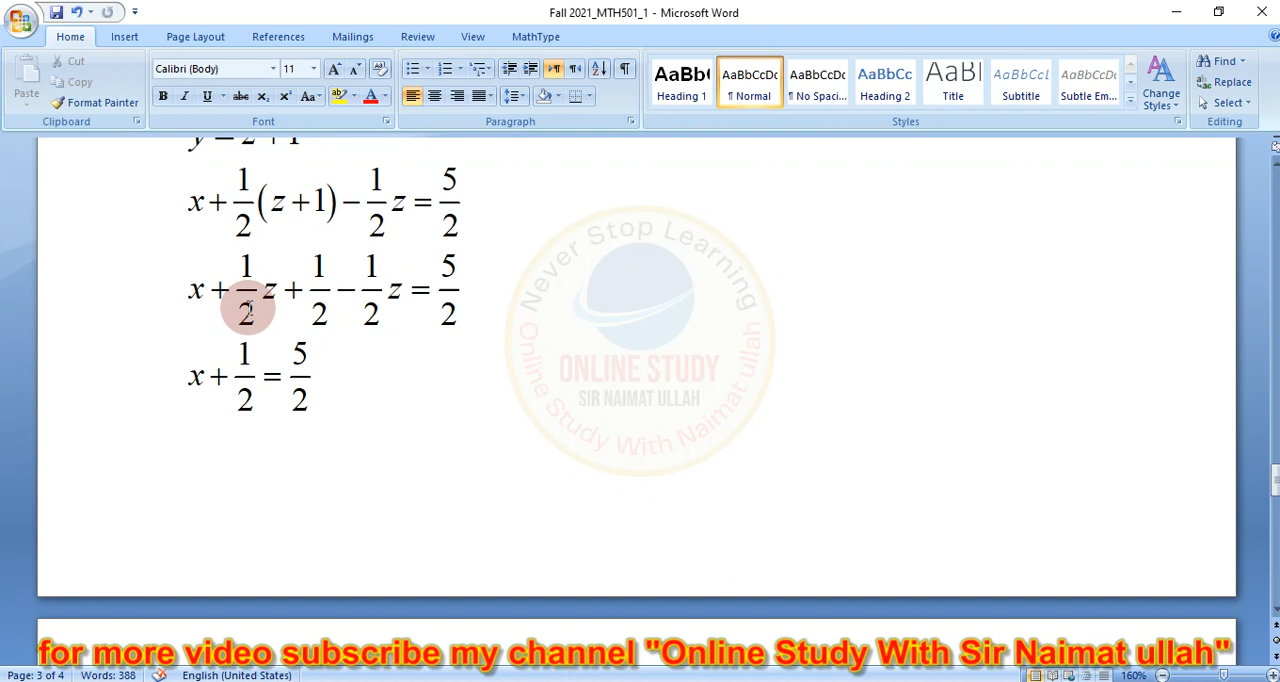 Fall 2021_MTH501_1 - Microsoft Word
Home Insert Page Layout References Mailings Review View MathType
Paste
Cut
Copy
Format Painter
Clipboard
Calibri (Body) 11
Font
Paragraph
AaBb( AaBbCcDc AaBbCcDc AaBbCc AaBl AaBbCcL AaBbCcDc
Heading 1 ¶ Normal ¶ No Spaci... Heading 2 Title Subtitle Subtle Em...
Styles
Change Styles
Find
Replace
Select
Editing
y = z + 1
x + 1/2 (z + 1) − 1/2 z = 5/2
x + 1/2 z + 1/2 − 1/2 z = 5/2
x + 1/2 = 5/2
Never Stop Learning
ONLINE STUDY
SIR NAIMAT ULLAH
Online Study With Naimat ullah
for more video subscribe my channel "Online Study With Sir Naimat ullah"
Page: 3 of 4 Words: 388 English (United States) 160%